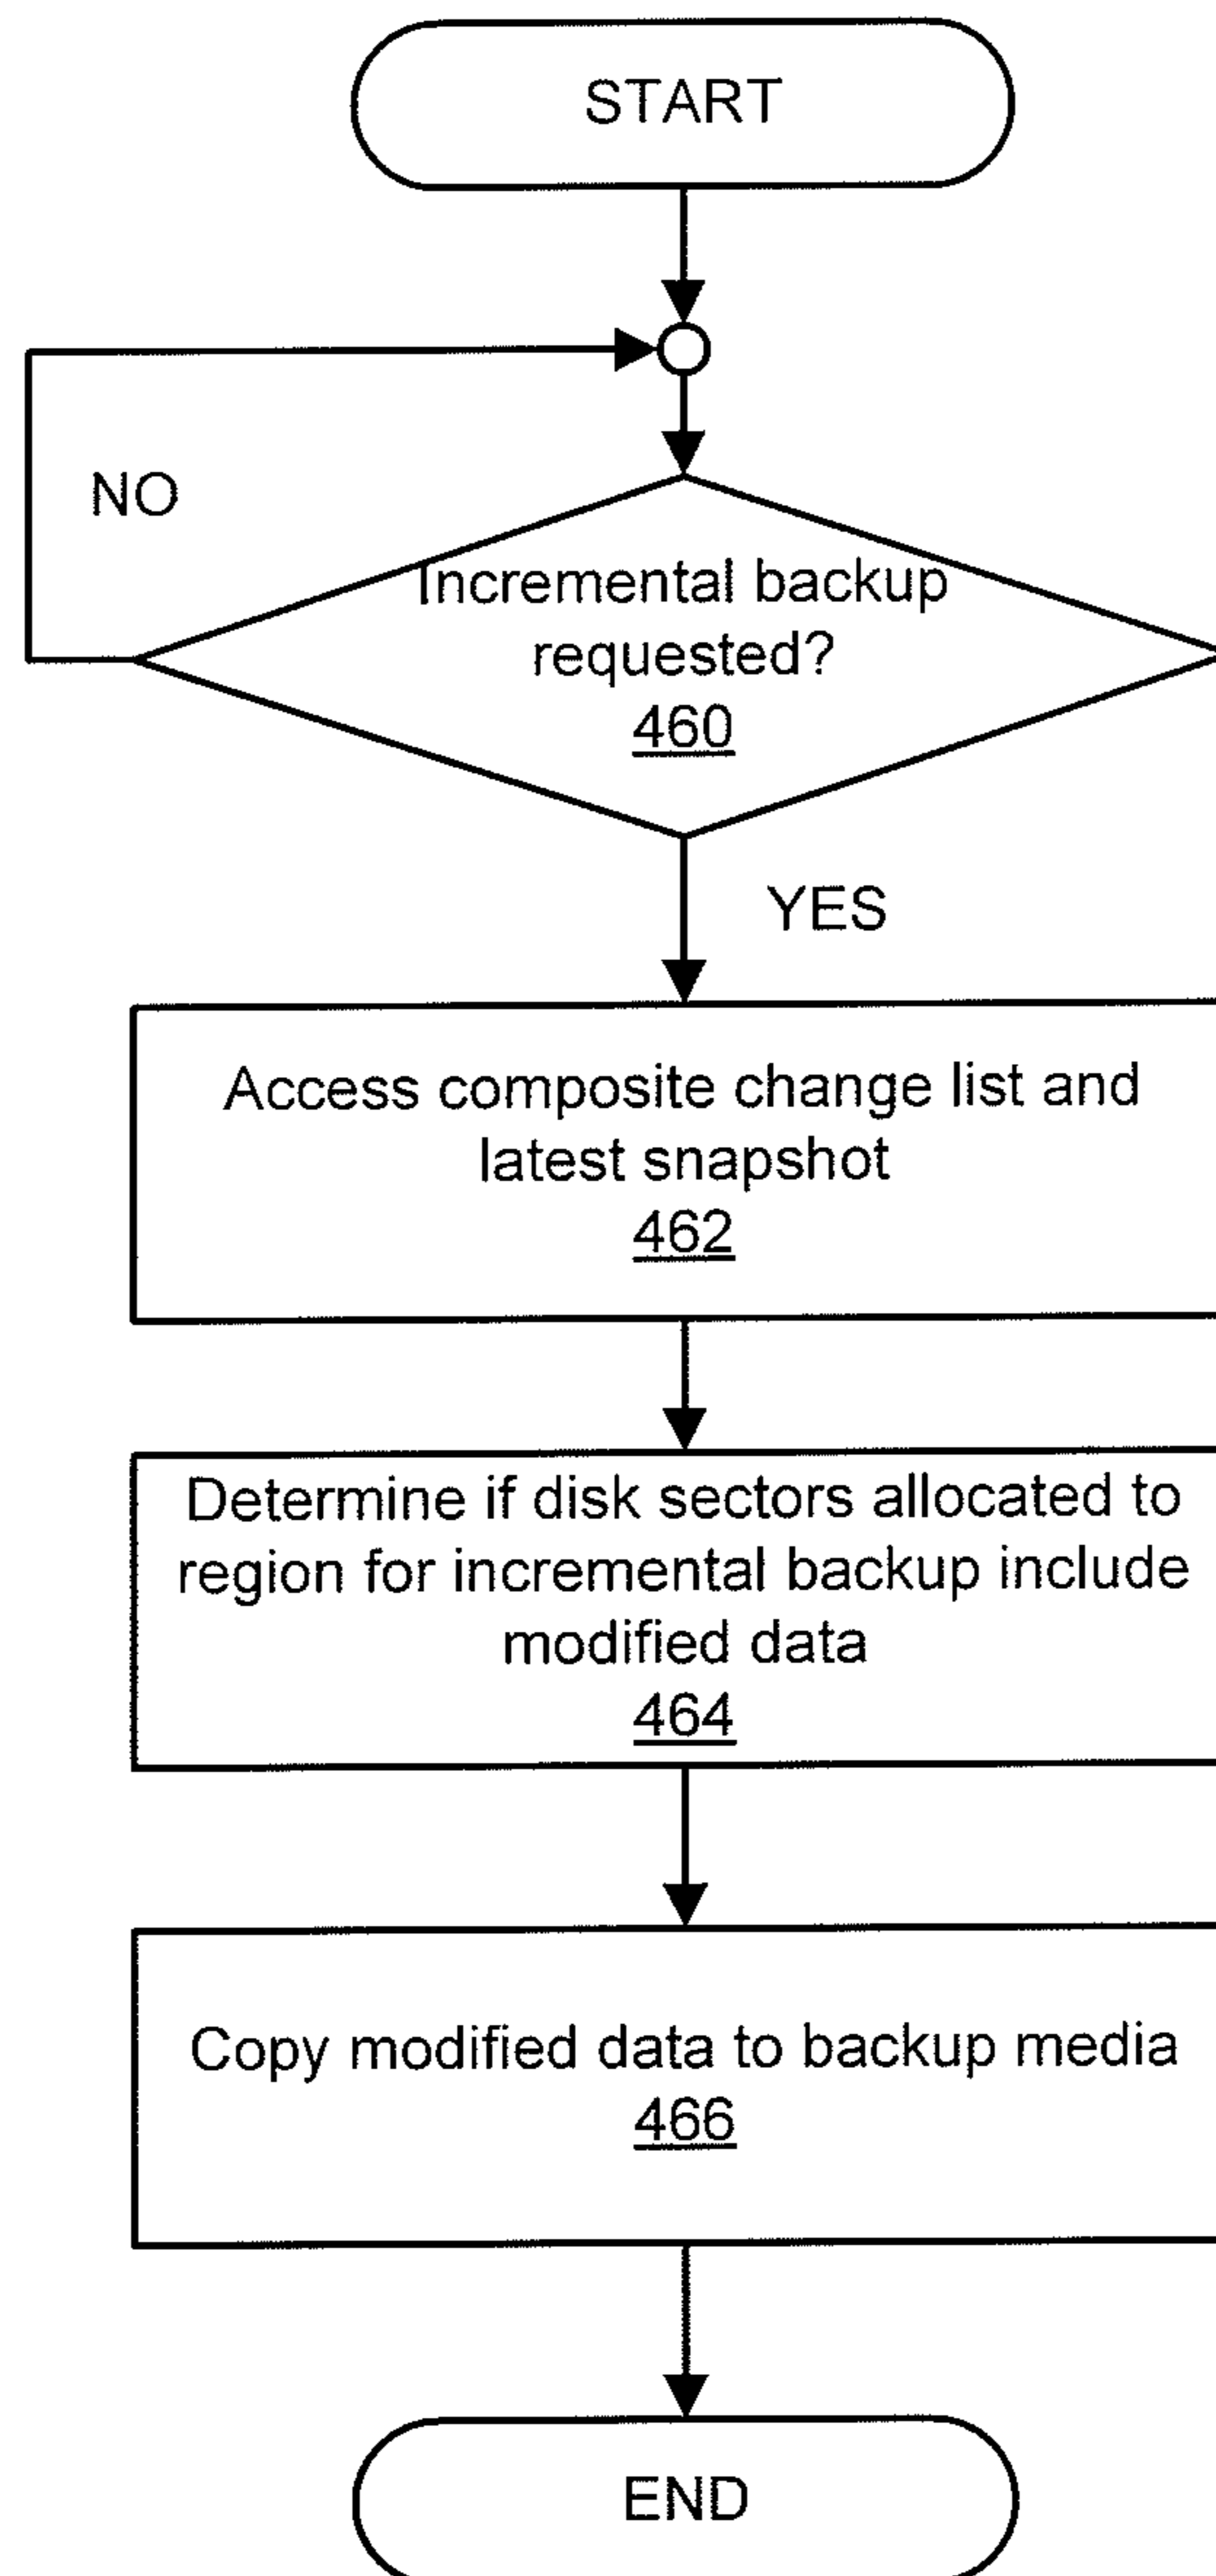 START
NO
Incremental backup
requested?
460
YES
Access composite change list and
latest snapshot
462
Determine if disk sectors allocated to
region for incremental backup include
modified data
464
Copy modified data to backup media
466
END